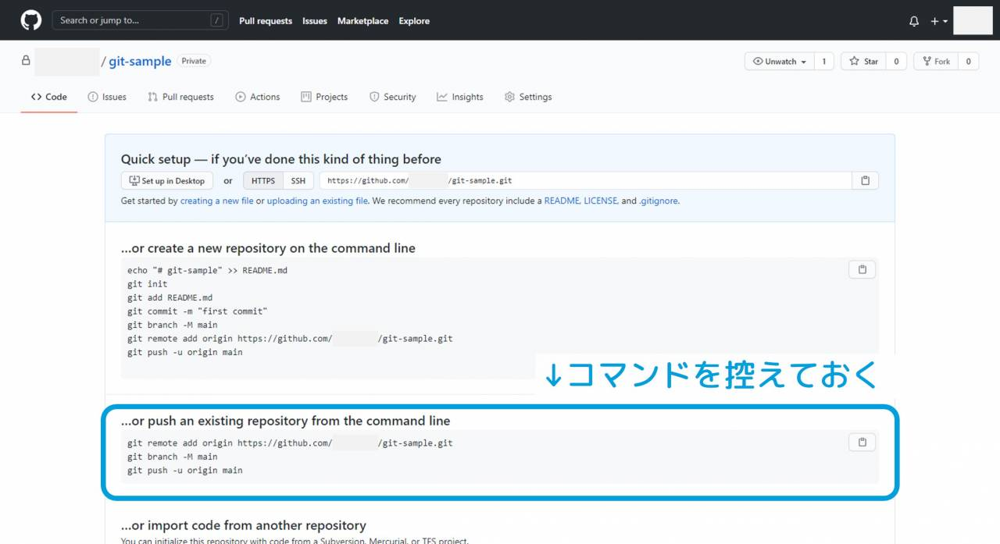 Search or jump to... /
Pull requests Issues Marketplace Explore
/ git-sample Private
Unwatch 1 Star 0 Fork 0
Code Issues Pull requests Actions Projects Security Insights Settings
Quick setup — if you've done this kind of thing before
Set up in Desktop or HTTPS SSH https://github.com/ /git-sample.git
Get started by creating a new file or uploading an existing file. We recommend every repository include a README, LICENSE, and .gitignore.
...or create a new repository on the command line
echo "# git-sample" >> README.md
git init
git add README.md
git commit -m "first commit"
git branch -M main
git remote add origin https://github.com/ /git-sample.git
git push -u origin main
↓コマンドを控えておく
...or push an existing repository from the command line
git remote add origin https://github.com/ /git-sample.git
git branch -M main
git push -u origin main
...or import code from another repository
You can initialize this repository with code from a Subversion, Mercurial, or TFS project.